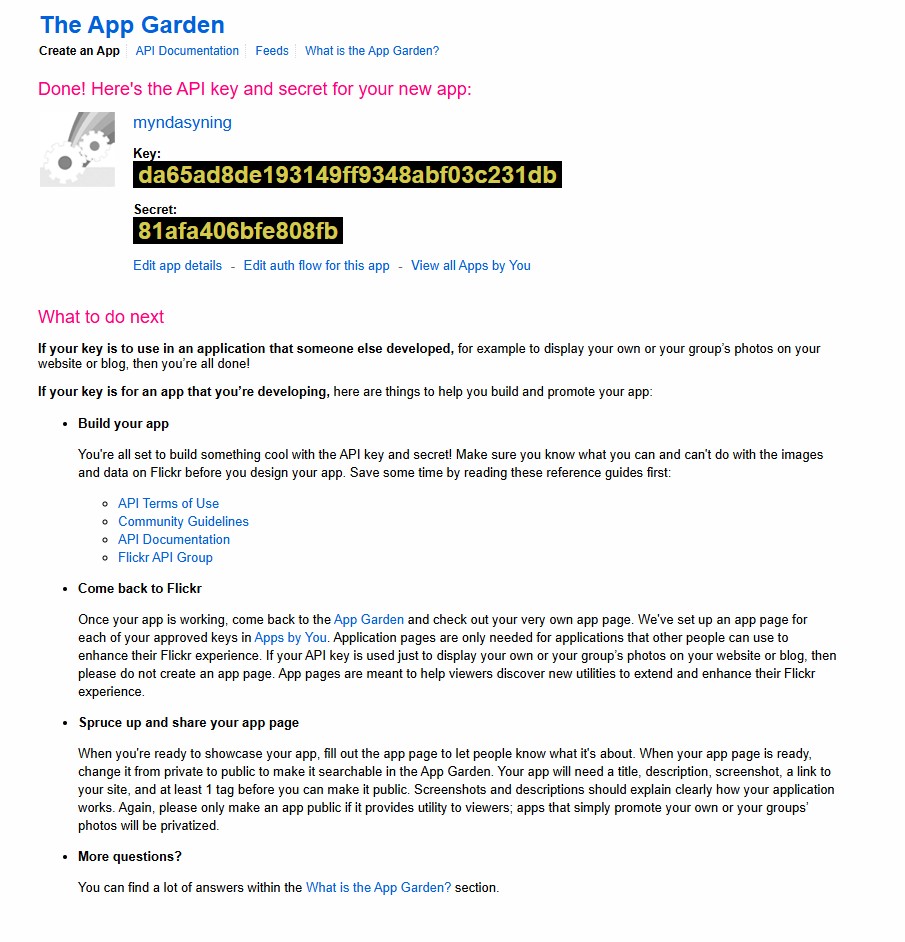 The App Garden
Create an App API Documentation Feeds What is the App Garden?
Done! Here's the API key and secret for your new app:
myndasyning
Key:
da65ad8de193149ff9348abf03c231db
Secret:
81afa406bfe808fb
Edit app details - Edit auth flow for this app - View all Apps by You
What to do next
If your key is to use in an application that someone else developed, for example to display your own or your group's photos on your
website or blog, then you're all done!
If your key is for an app that you're developing, here are things to help you build and promote your app:
• Build your app
You're all set to build something cool with the API key and secret! Make sure you know what you can and can't do with the images
and data on Flickr before you design your app. Save some time by reading these reference guides first:
API Terms of Use
Community Guidelines
API Documentation
Flickr API Group
• Come back to Flickr
Once your app is working, come back to the App Garden and check out your very own app page. We've set up an app page for
each of your approved keys in Apps by You. Application pages are only needed for applications that other people can use to
enhance their Flickr experience. If your API key is used just to display your own or your group's photos on your website or blog, then
please do not create an app page. App pages are meant to help viewers discover new utilities to extend and enhance their Flickr
experience.
• Spruce up and share your app page
When you're ready to showcase your app, fill out the app page to let people know what it's about. When your app page is ready,
change it from private to public to make it searchable in the App Garden. Your app will need a title, description, screenshot, a link to
your site, and at least 1 tag before you can make it public. Screenshots and descriptions should explain clearly how your application
works. Again, please only make an app public if it provides utility to viewers; apps that simply promote your own or your groups'
photos will be privatized.
• More questions?
You can find a lot of answers within the What is the App Garden? section.